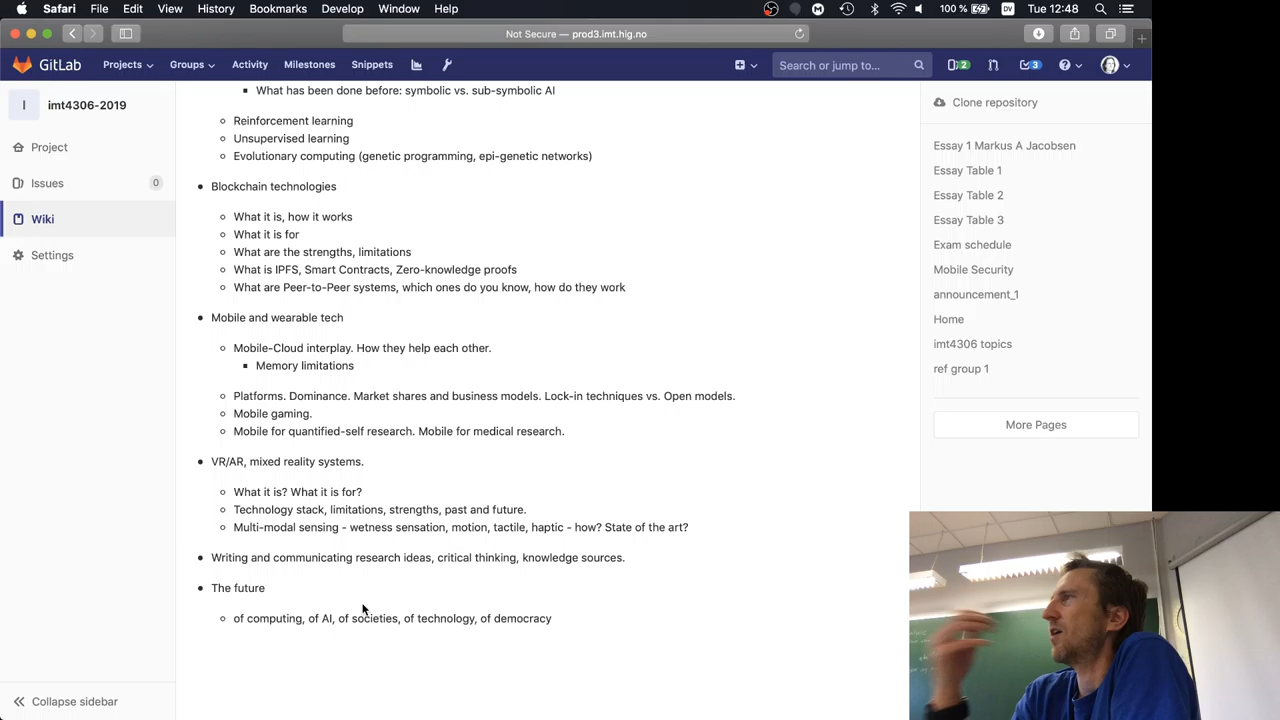 Safari File Edit View History Bookmarks Develop Window Help 100% DV Tue 12:48
Not Secure — prod3.imt.hig.no
GitLab Projects Groups Activity Milestones Snippets Search or jump to... 2 3
I imt4306-2019
Project
Issues 0
Wiki
Settings
Collapse sidebar
What has been done before: symbolic vs. sub-symbolic AI
Reinforcement learning
Unsupervised learning
Evolutionary computing (genetic programming, epi-genetic networks)
Blockchain technologies
What it is, how it works
What it is for
What are the strengths, limitations
What is IPFS, Smart Contracts, Zero-knowledge proofs
What are Peer-to-Peer systems, which ones do you know, how do they work
Mobile and wearable tech
Mobile-Cloud interplay. How they help each other.
Memory limitations
Platforms. Dominance. Market shares and business models. Lock-in techniques vs. Open models.
Mobile gaming.
Mobile for quantified-self research. Mobile for medical research.
VR/AR, mixed reality systems.
What it is? What it is for?
Technology stack, limitations, strengths, past and future.
Multi-modal sensing - wetness sensation, motion, tactile, haptic - how? State of the art?
Writing and communicating research ideas, critical thinking, knowledge sources.
The future
of computing, of AI, of societies, of technology, of democracy
Clone repository
Essay 1 Markus A Jacobsen
Essay Table 1
Essay Table 2
Essay Table 3
Exam schedule
Mobile Security
announcement_1
Home
imt4306 topics
ref group 1
More Pages